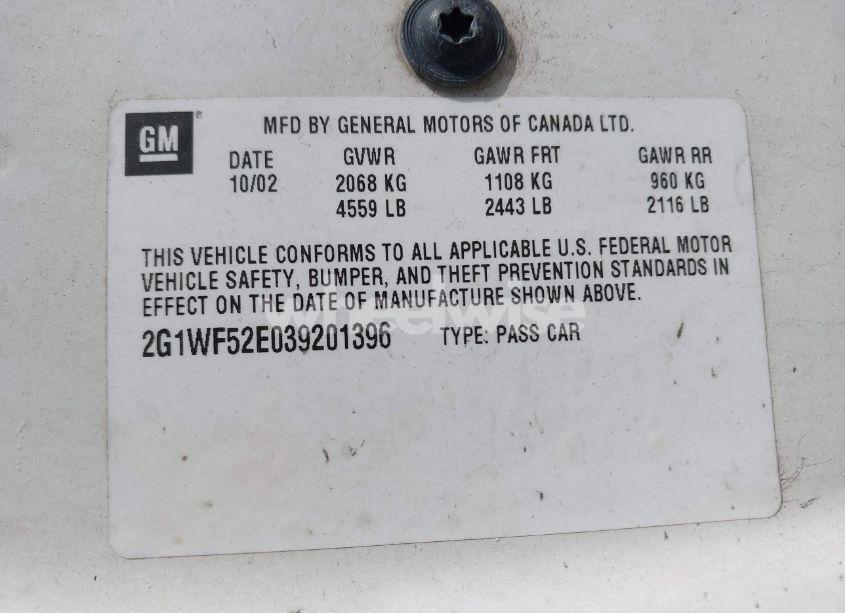 GM
MFD BY GENERAL MOTORS OF CANADA LTD.
DATE GVWR GAWR FRT GAWR RR
10/02 2068 KG 1108 KG 960 KG
4559 LB 2443 LB 2116 LB
THIS VEHICLE CONFORMS TO ALL APPLICABLE U.S. FEDERAL MOTOR
VEHICLE SAFETY, BUMPER, AND THEFT PREVENTION STANDARDS IN
EFFECT ON THE DATE OF MANUFACTURE SHOWN ABOVE.
wheelwise
2G1WF52E039201396 TYPE: PASS CAR